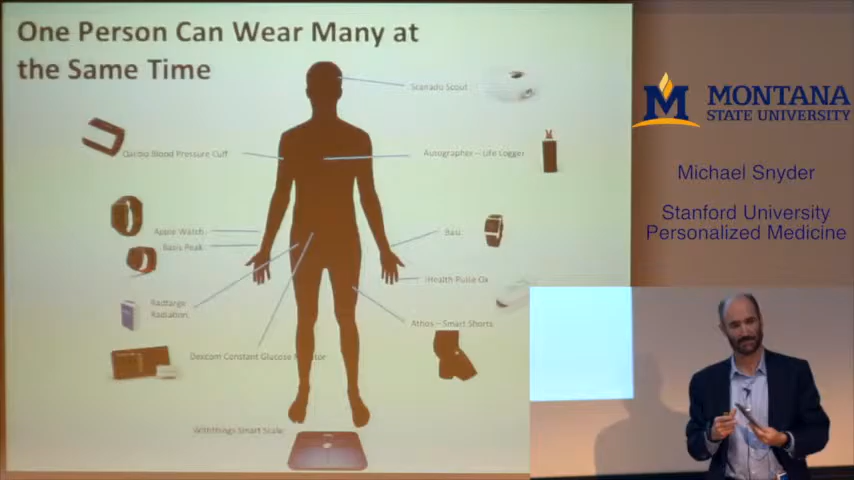 One Person Can Wear Many at
the Same Time
Scanadu Scout
Qardio Blood Pressure Cuff
Autographer – Life Logger
Apple Watch
Basis Peak
Basis
iHealth Pulse Ox
Radtarge
Radiation
Athos – Smart Shorts
Dexcom Constant Glucose
Withings Smart Scale
M
MONTANA
STATE UNIVERSITY
Michael Snyder
Stanford University
Personalized Medicine